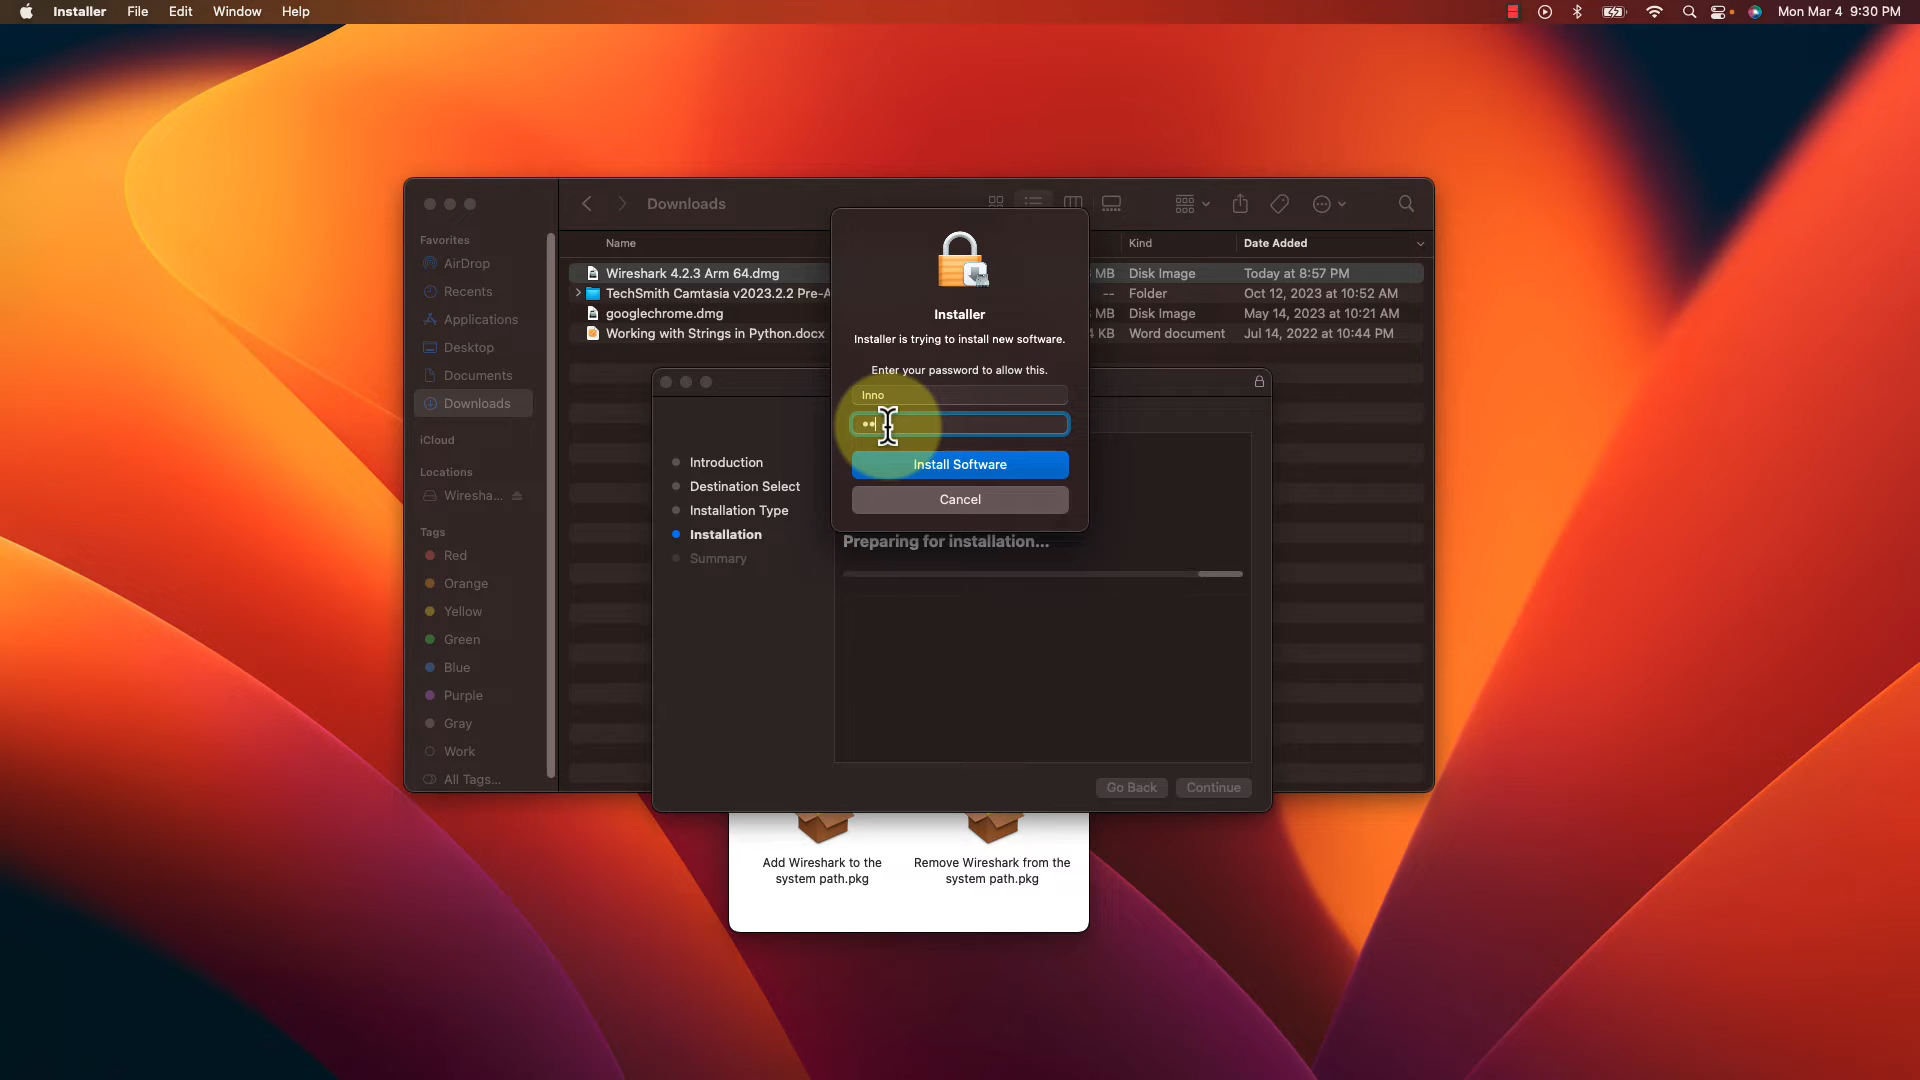 Installer File Edit Window Help
Mon Mar 4 9:30 PM
Downloads
Favorites
AirDrop
Recents
Applications
Desktop
Documents
Downloads
iCloud
Locations
Wiresha...
Tags
Red
Orange
Yellow
Green
Blue
Purple
Gray
Work
All Tags...
Name Kind Date Added
Wireshark 4.2.3 Arm 64.dmg MB Disk Image Today at 8:57 PM
TechSmith Camtasia v2023.2.2 Pre-A -- Folder Oct 12, 2023 at 10:52 AM
googlechrome.dmg MB Disk Image May 14, 2023 at 10:21 AM
Working with Strings in Python.docx KB Word document Jul 14, 2022 at 10:44 PM
Installer
Installer is trying to install new software.
Enter your password to allow this.
Inno
Install Software
Cancel
Introduction
Destination Select
Installation Type
Installation
Summary
Preparing for installation...
Go Back Continue
Add Wireshark to the
system path.pkg
Remove Wireshark from the
system path.pkg